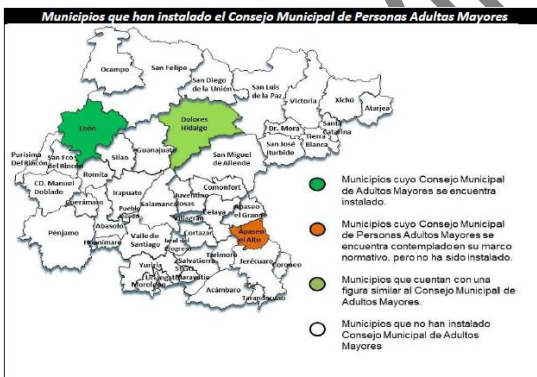 Municipios que han instalado el Consejo Municipal de Personas Adultas Mayores
Ocampo
San Felipe
San Diego
de la Unión
San Luis
de la Paz
Victoria
Xichú
Atarjea
León
Dolores
Hidalgo
Dr. Mora
Santa
Catarina
Tierra
Blanca
San José
Iturbide
Purísima
Del Rincón
San Fco
del Rincón
Silao
Guanajuato
San Miguel
de Allende
Romita
CD. Manuel
Doblado
Irapuato
Comonfort
Pueblo
Salamanca
Juventino
Rosas
Apaseo
el Grande
Celaya
Villagrán
Pénjamo
Abasolo
Huanímaro
Valle de
Santiago
Cortazar
Apaseo
el Alto
Tarimoro
Jerécuaro
Coroneo
Salvatierra
Yuriria
Acámbaro
Tarandacuao
Municipios cuyo Consejo Municipal
de Adultos Mayores se encuentra
instalado.
Municipios cuyo Consejo Municipal
de Personas Adultas Mayores se
encuentra contemplado en su marco
normativo, pero no ha sido instalado.
Municipios que cuentan con una
figura similar al Consejo Municipal de
Adultos Mayores.
Municipios que no han instalado
Consejo Municipal de Adultos
Mayores